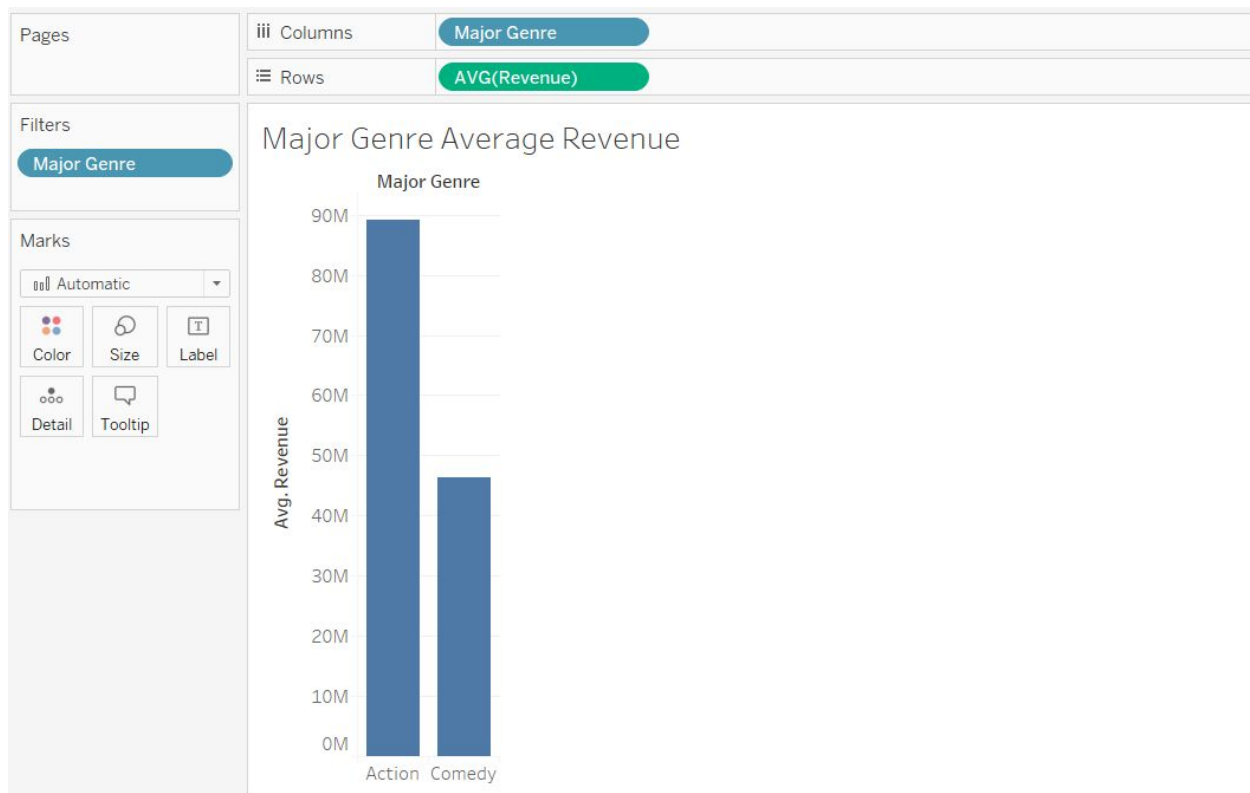 Pages
Columns
Major Genre
Rows
AVG(Revenue)
Filters
Major Genre
Marks
Automatic
Color
Size
T
Label
Detail
Tooltip
Major Genre Average Revenue
Major Genre
90M
80M
70M
60M
50M
40M
30M
20M
10M
0M
Avg. Revenue
Action Comedy